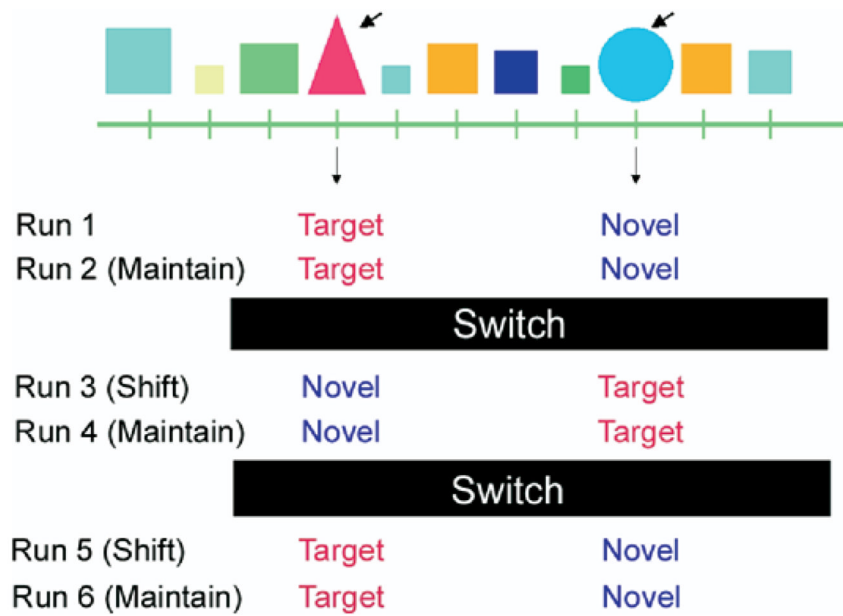 Run 1 Target Novel
Run 2 (Maintain) Target Novel
Switch
Run 3 (Shift) Novel Target
Run 4 (Maintain) Novel Target
Switch
Run 5 (Shift) Target Novel
Run 6 (Maintain) Target Novel